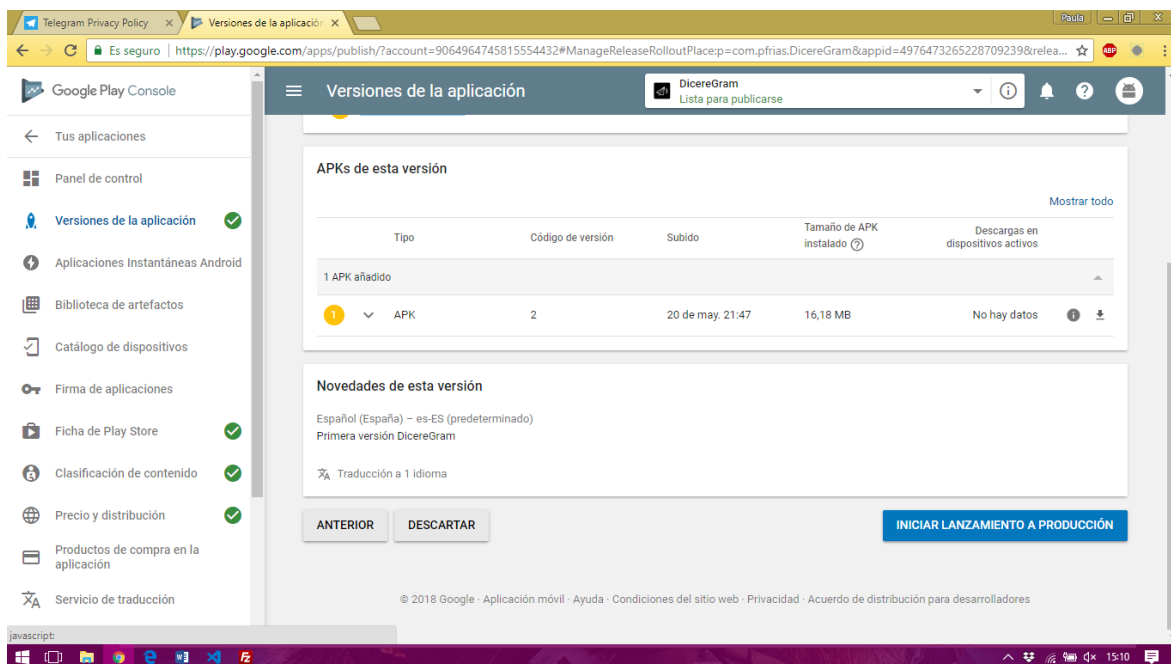 Telegram Privacy Policy
Versiones de la aplicación
Paula
Es seguro | https://play.google.com/apps/publish/?account=9064964745815554432#ManageReleaseRolloutPlace:p=com.pfrias.DicereGram&appid=4976473265228709239&relea...
ABP
Google Play Console
Versiones de la aplicación
DicereGram
Lista para publicarse
Tus aplicaciones
Panel de control
Versiones de la aplicación
Aplicaciones Instantáneas Android
Biblioteca de artefactos
Catálogo de dispositivos
Firma de aplicaciones
Ficha de Play Store
Clasificación de contenido
Precio y distribución
Productos de compra en la
aplicación
Servicio de traducción
APKs de esta versión
Mostrar todo
Tipo
Código de versión
Subido
Tamaño de APK
instalado
Descargas en
dispositivos activos
1 APK añadido
1 APK 2 20 de may. 21:47 16,18 MB No hay datos
Novedades de esta versión
Español (España) – es-ES (predeterminado)
Primera versión DicereGram
Traducción a 1 idioma
ANTERIOR
DESCARTAR
INICIAR LANZAMIENTO A PRODUCCIÓN
© 2018 Google · Aplicación móvil · Ayuda · Condiciones del sitio web · Privacidad · Acuerdo de distribución para desarrolladores
javascript:
15:10